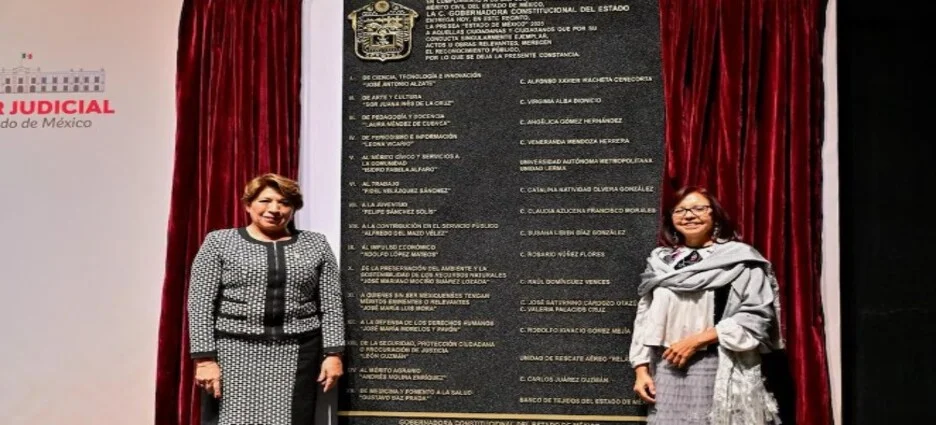 R JUDICIAL
do de México
MÉRITO CIVIL DEL ESTADO DE MÉXICO,
LA C. GOBERNADORA CONSTITUCIONAL DEL ESTADO
ENTREGA HOY, EN ESTE RECINTO,
LA PRESEA "ESTADO DE MÉXICO" 2023
A AQUELLAS CIUDADANAS Y CIUDADANOS QUE POR SU
CONDUCTA SINGULARMENTE EJEMPLAR,
ACTOS U OBRAS RELEVANTES, MERECEN
EL RECONOCIMIENTO PÚBLICO,
POR LO QUE SE DEJA LA PRESENTE CONSTANCIA.
I. DE CIENCIA, TECNOLOGÍA E INNOVACIÓN
"JOSÉ ANTONIO ALZATE"
C. ALFONSO XAVIER
II. DE ARTE Y CULTURA
"SOR JUANA INÉS DE LA CRUZ"
C. VIRGINIA ALBA DIONICIO
III. DE PEDAGOGÍA Y DOCENCIA
"LAURA MÉNDEZ DE CUENCA"
C. ANGÉLICA GÓMEZ HERNÁNDEZ
IV. DE PERIODISMO E INFORMACIÓN
"LEONA VICARIO"
C. VERANENDA MENDOZA HERRERA
V. AL MÉRITO CÍVICO Y SERVICIOS A
LA COMUNIDAD
"ISIDRO FABELA ALFARO"
UNIVERSIDAD AUTÓNOMA METROPOLITANA
UNIDAD LERMA
VI. AL TRABAJO
"FIDEL VELÁZQUEZ SÁNCHEZ"
C. CATALINA NATIVIDAD OLVERA GONZÁLEZ
VII. A LA JUVENTUD
"FELIPE SÁNCHEZ SOLÍS"
C. CLAUDIA AZUCENA FRANCISCO MORALES
VIII. A LA CONTRIBUCIÓN EN EL SERVICIO PÚBLICO
"ALFREDO DEL MAZO VÉLEZ"
C. SUSANA LIBIEN DÍAZ GONZÁLEZ
IX. AL IMPULSO ECONÓMICO
"ADOLFO LÓPEZ MATEOS"
C. ROSARIO NÚÑEZ FLORES
X. DE LA PRESERVACIÓN DEL AMBIENTE Y LA
SOSTENIBILIDAD DE LOS RECURSOS NATURALES
"JOSÉ MARIANO MOCIÑO SUÁREZ LOZADA"
C. RAÚL DOMÍNGUEZ VENCES
XI. A QUIENES SIN SER MEXIQUENSES TENGAN
MÉRITOS EMINENTES O RELEVANTES
"JOSÉ MARÍA LUIS MORA"
C. JOSÉ SATURNINO CARDOZO
C. VALERIA PALACIOS CRUZ
XII. A LA DEFENSA DE LOS DERECHOS HUMANOS
"JOSÉ MARÍA MORELOS Y PAVÓN"
C. RODOLFO IGNACIO GÓMEZ MEJÍA
XIII. DE LA SEGURIDAD, PROTECCIÓN CIUDADANA
O PROCURACIÓN DE JUSTICIA
"LEÓN GUZMÁN"
UNIDAD DE RESCATE AÉREO "RELÁ
AL MÉRITO AGRARIO
"ANDRÉS MOLINA ENRÍQUEZ"
C. CARLOS JUÁREZ GUZMÁN
DE MEDICINA Y FOMENTO A LA SALUD
"GUSTAVO BAZ PRADA"
BANCO DE TEJIDOS DEL ESTADO DE
GOBERNADORA CONSTITUCIONAL DEL ESTADO DE MÉXICO